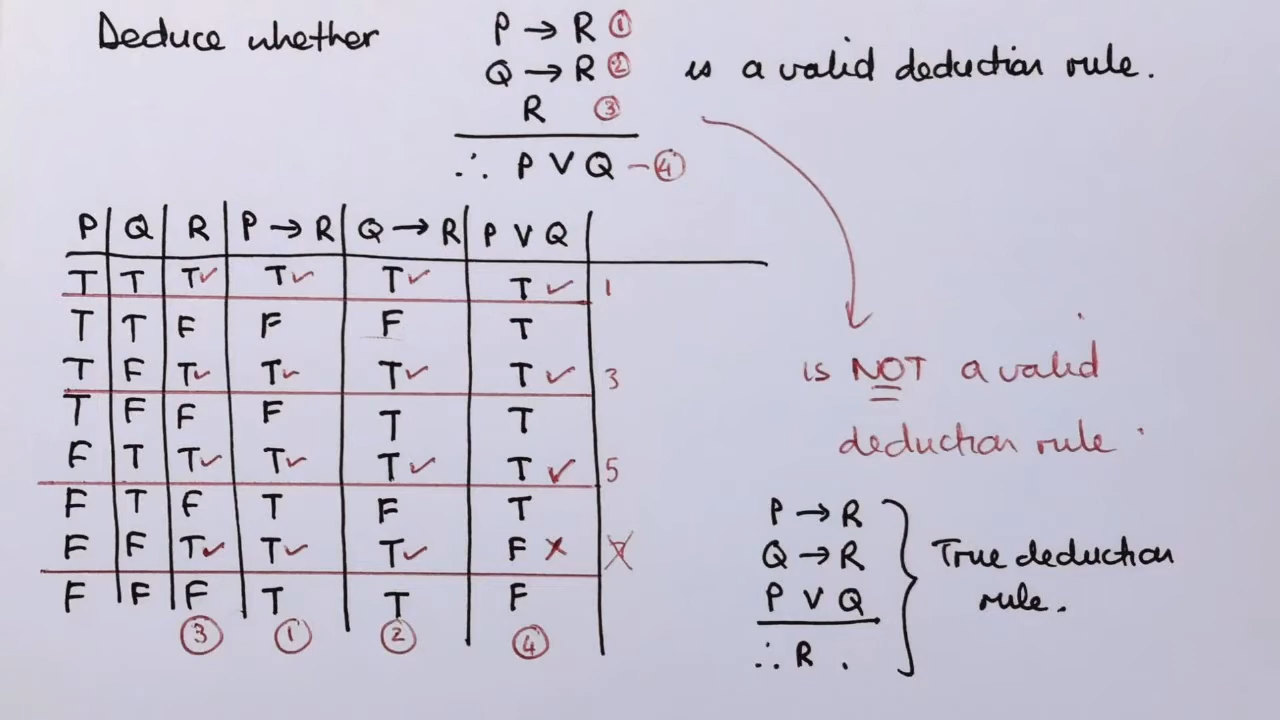 Deduce whether
P → R ①
Q → R ②
R ③
∴ P V Q - ④
is a valid deduction rule.
P Q R P → R Q → R P V Q
T T T✓ T✓ T✓ T ✓ 1
T T F F F T
T F T✓ T✓ T✓ T ✓ 3
T F F F T T
F T T✓ T✓ T✓ T ✓ 5
F T F T F T
F F T✓ T✓ T✓ F ✗
F F F T T F
③ ① ② ④
is NOT a valid
deduction rule.
P → R
Q → R
P V Q
∴ R .
True deduction
rule.